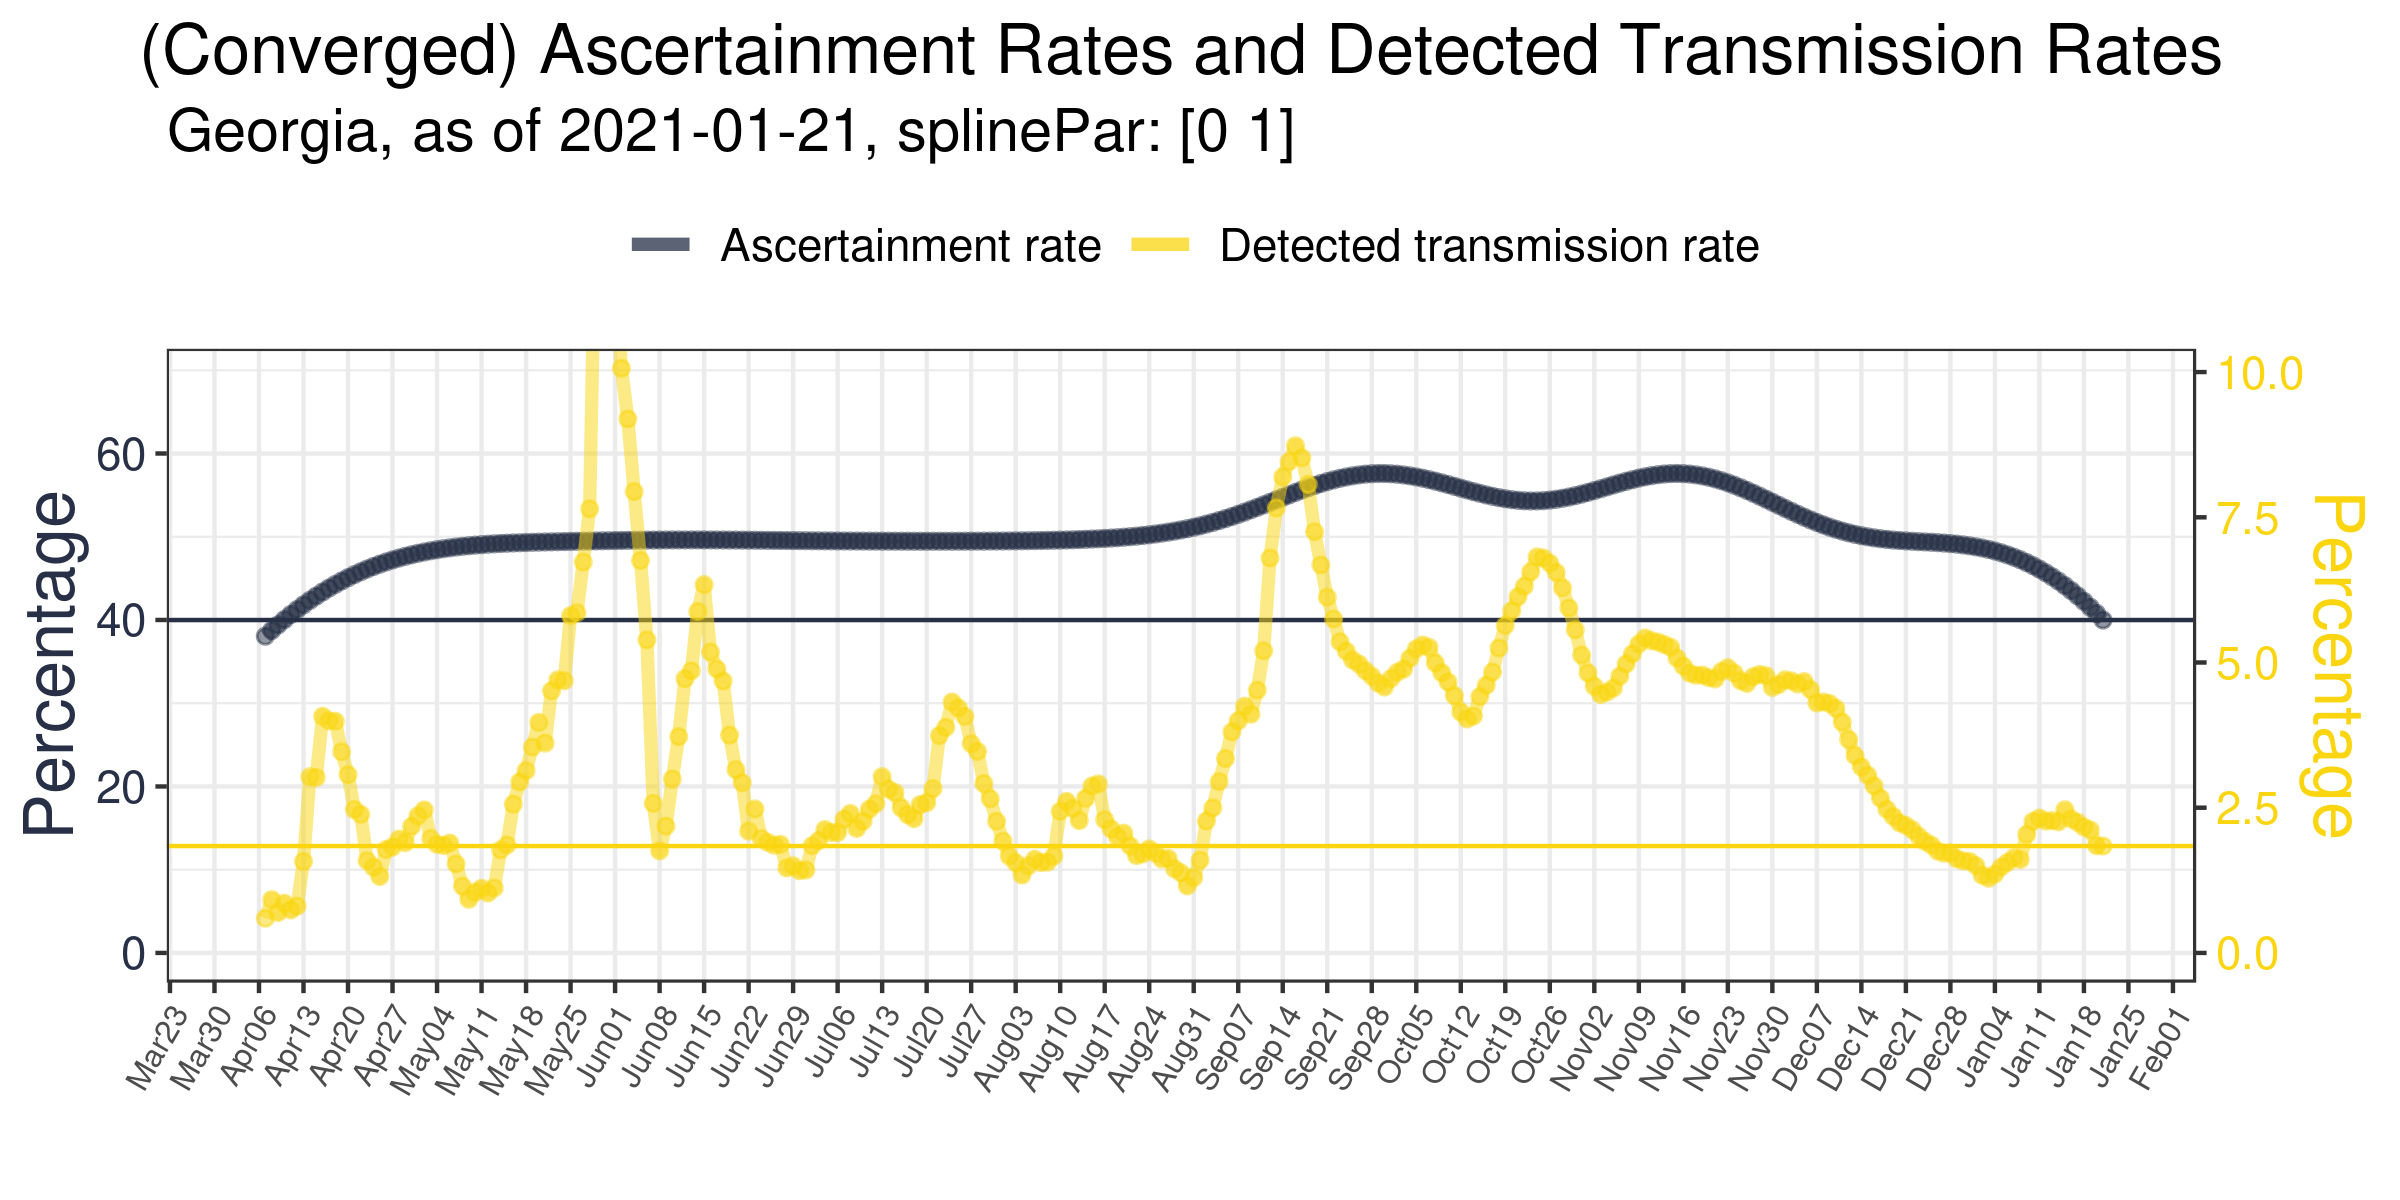 (Converged) Ascertainment Rates and Detected Transmission Rates
Georgia, as of 2021-01-21, splinePar: [0 1]
Ascertainment rate
Detected transmission rate
Percentage
60
40
20
0
10.0
7.5
5.0
2.5
0.0
Percentage
Mar23
Mar30
Apr06
Apr13
Apr20
Apr27
May04
May11
May18
May25
Jun01
Jun08
Jun15
Jun22
Jun29
Jul06
Jul13
Jul20
Jul27
Aug03
Aug10
Aug17
Aug24
Aug31
Sep07
Sep14
Sep21
Sep28
Oct05
Oct12
Oct19
Oct26
Nov02
Nov09
Nov16
Nov23
Nov30
Dec07
Dec14
Dec21
Dec28
Jan04
Jan11
Jan18
Jan25
Feb01